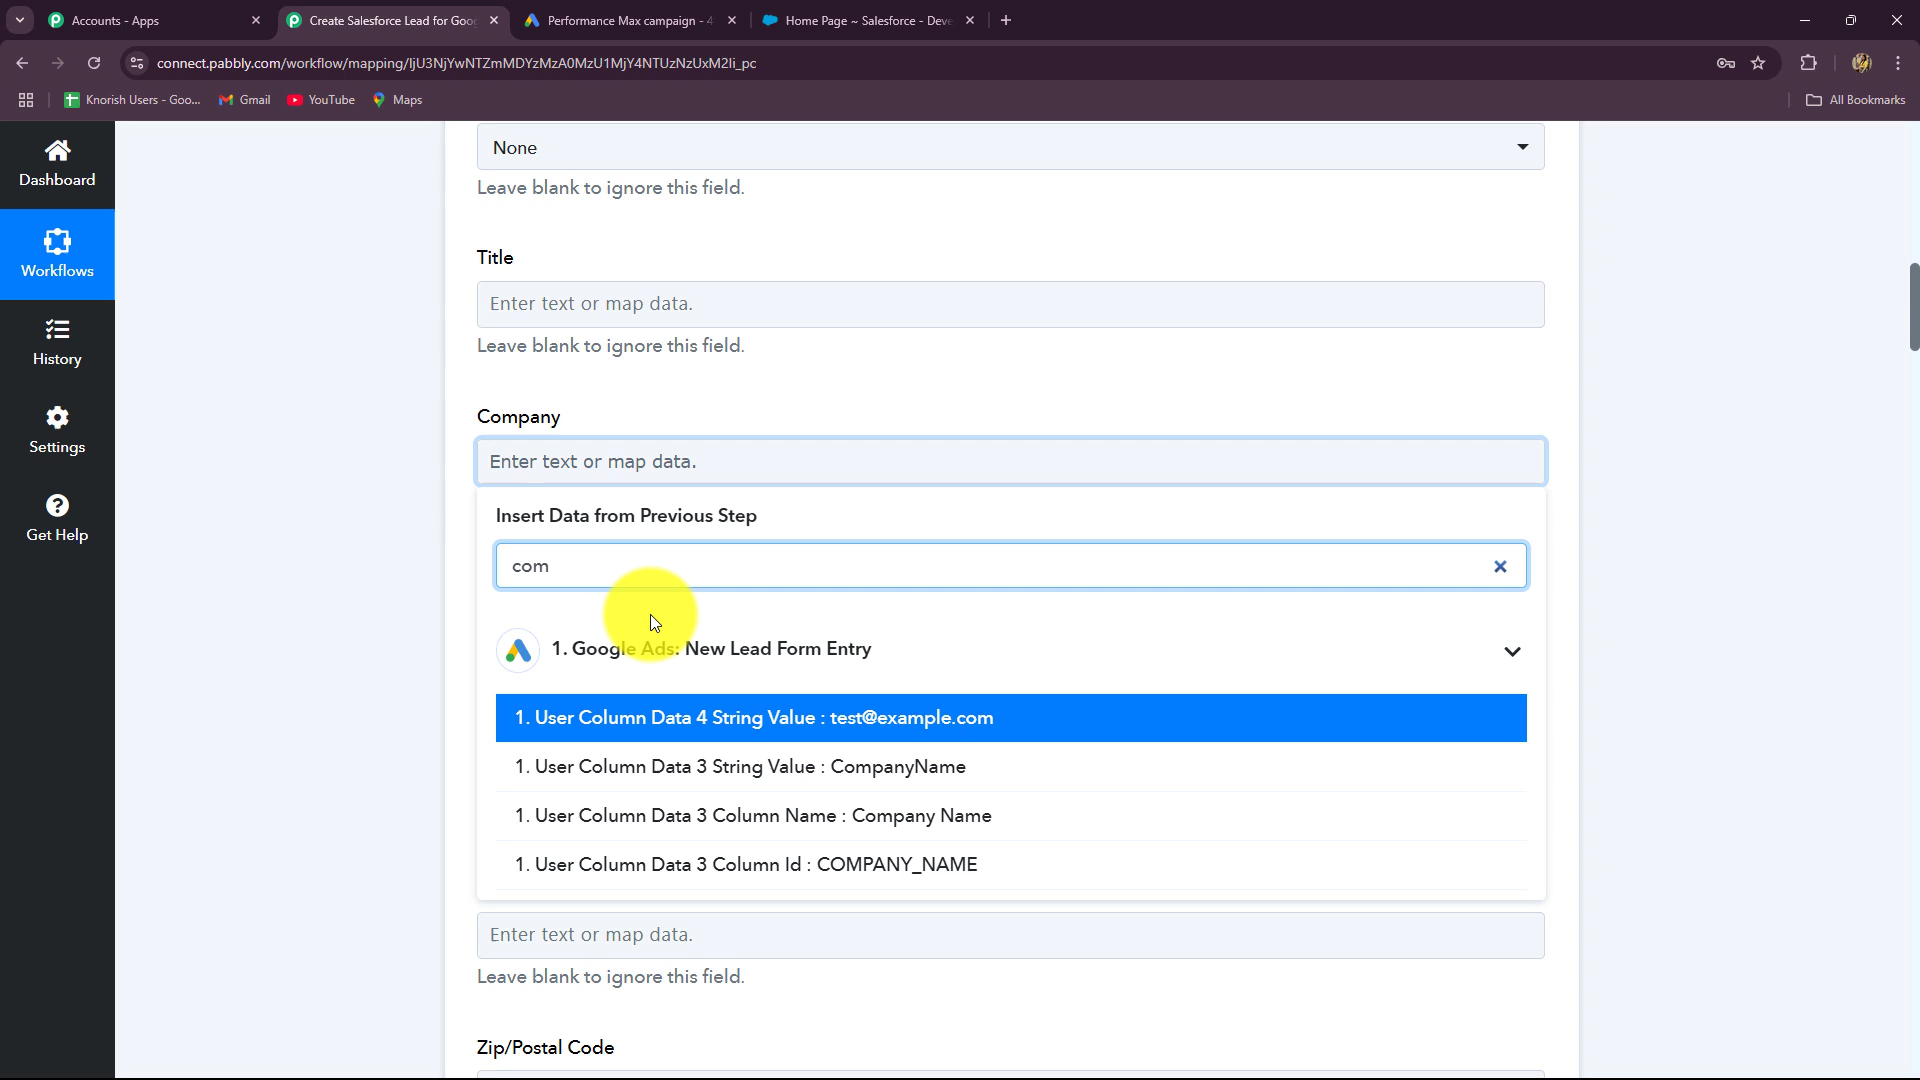 Accounts - Apps
Create Salesforce Lead for Goo
Performance Max campaign - 4
Home Page ~ Salesforce - Deve
connect.pabbly.com/workflow/mapping/IjU3NjYwNTZmMDYzMzA0MzU1MjY4NTUzNzUxM2Ii_pc
Knorish Users - Goo...
Gmail
YouTube
Maps
All Bookmarks
Dashboard
Workflows
History
Settings
Get Help
None
Leave blank to ignore this field.
Title
Enter text or map data.
Leave blank to ignore this field.
Company
Enter text or map data.
Insert Data from Previous Step
com
1. Google Ads: New Lead Form Entry
1. User Column Data 4 String Value : test@example.com
1. User Column Data 3 String Value : CompanyName
1. User Column Data 3 Column Name : Company Name
1. User Column Data 3 Column Id : COMPANY_NAME
Enter text or map data.
Leave blank to ignore this field.
Zip/Postal Code